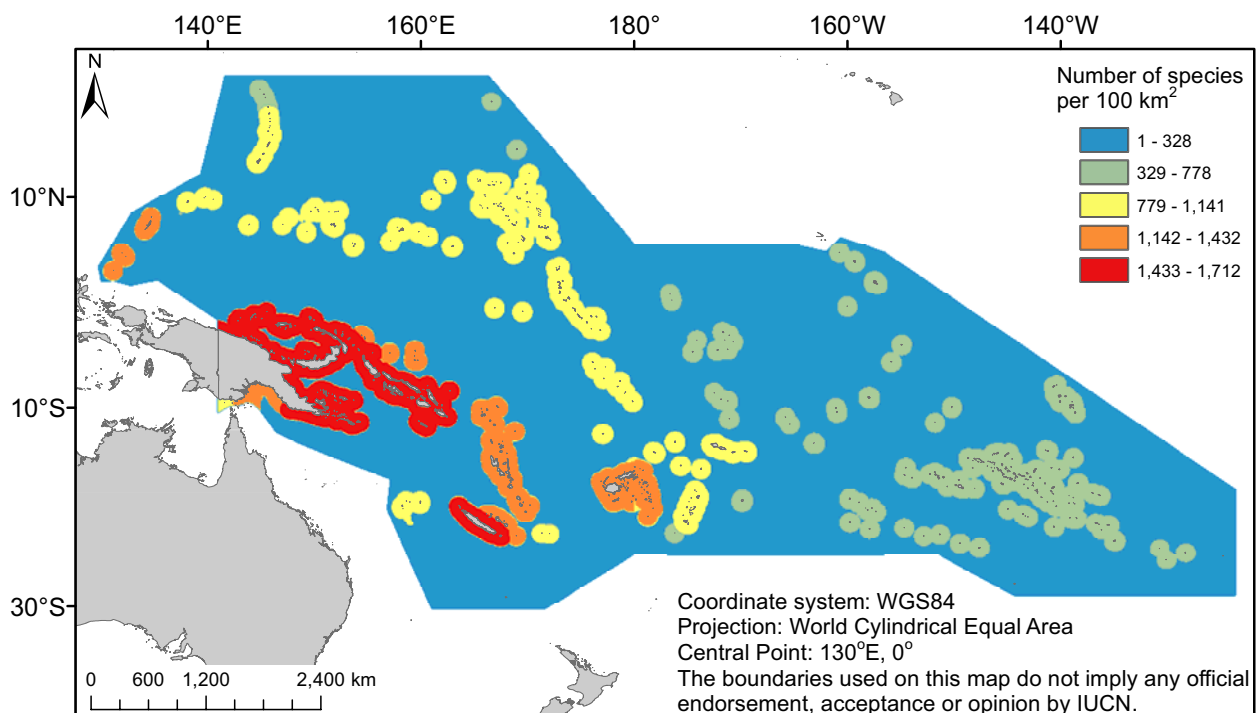 140°E 160°E 180° 160°W 140°W
N
Number of species
per 100 km²
1 - 328
329 - 778
779 - 1,141
1,142 - 1,432
1,433 - 1,712
10°N
10°S
30°S
Coordinate system: WGS84
Projection: World Cylindrical Equal Area
Central Point: 130°E, 0°
The boundaries used on this map do not imply any official
endorsement, acceptance or opinion by IUCN.
0 600 1,200 2,400 km